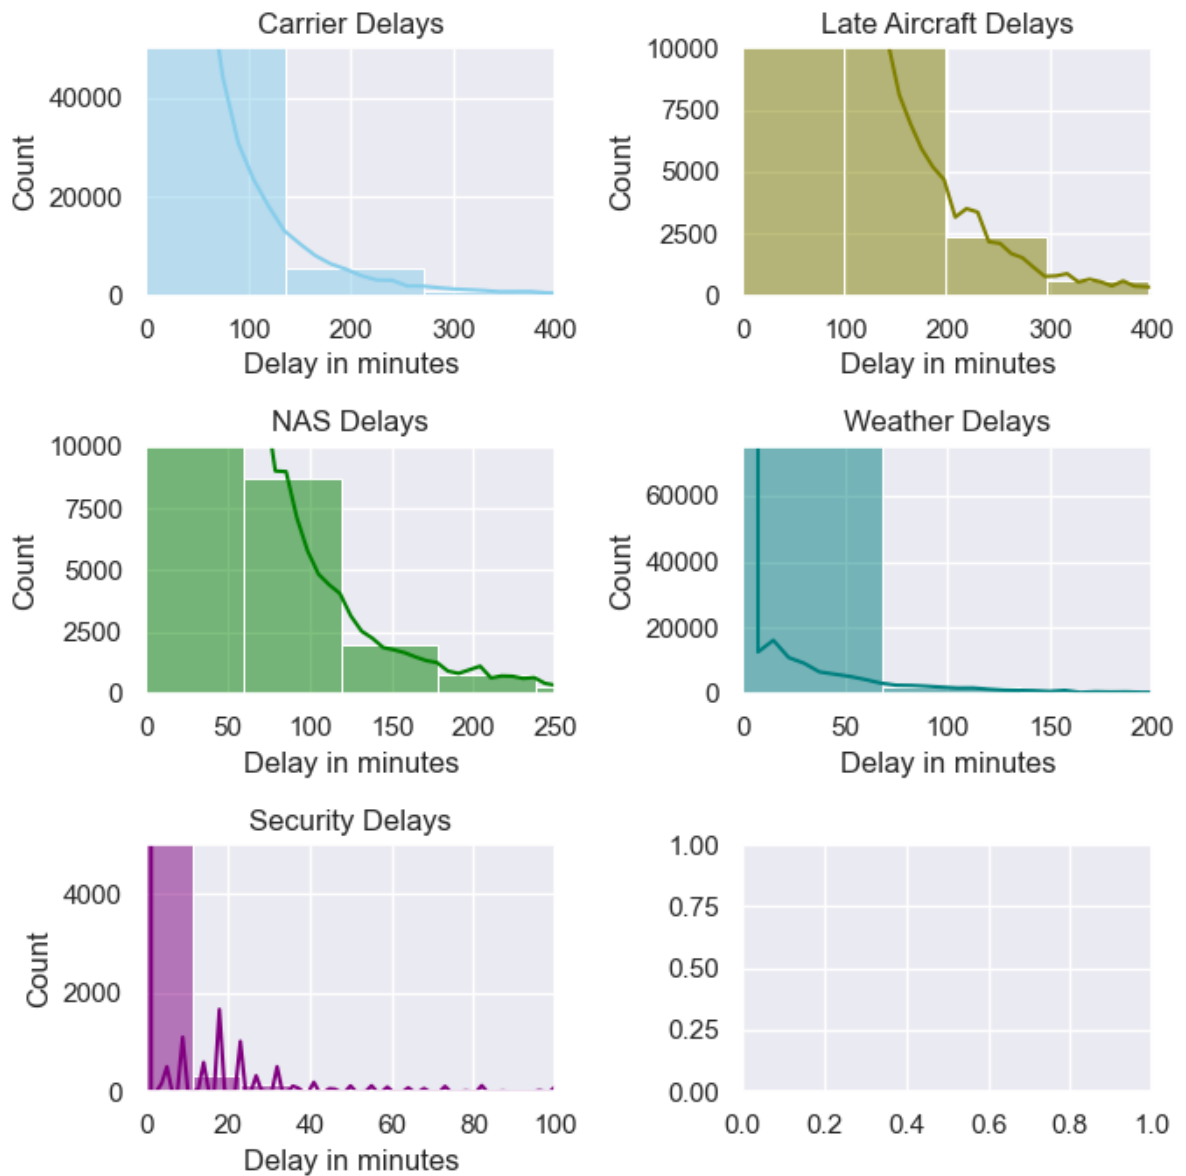 Carrier Delays
Count
40000
20000
0
0 100 200 300 400
Delay in minutes
Late Aircraft Delays
Count
10000
7500
5000
2500
0
0 100 200 300 400
Delay in minutes
NAS Delays
Count
10000
7500
5000
2500
0
0 50 100 150 200 250
Delay in minutes
Weather Delays
Count
60000
40000
20000
0
0 50 100 150 200
Delay in minutes
Security Delays
Count
4000
2000
0
0 20 40 60 80 100
Delay in minutes
1.00
0.75
0.50
0.25
0.00
0.0 0.2 0.4 0.6 0.8 1.0